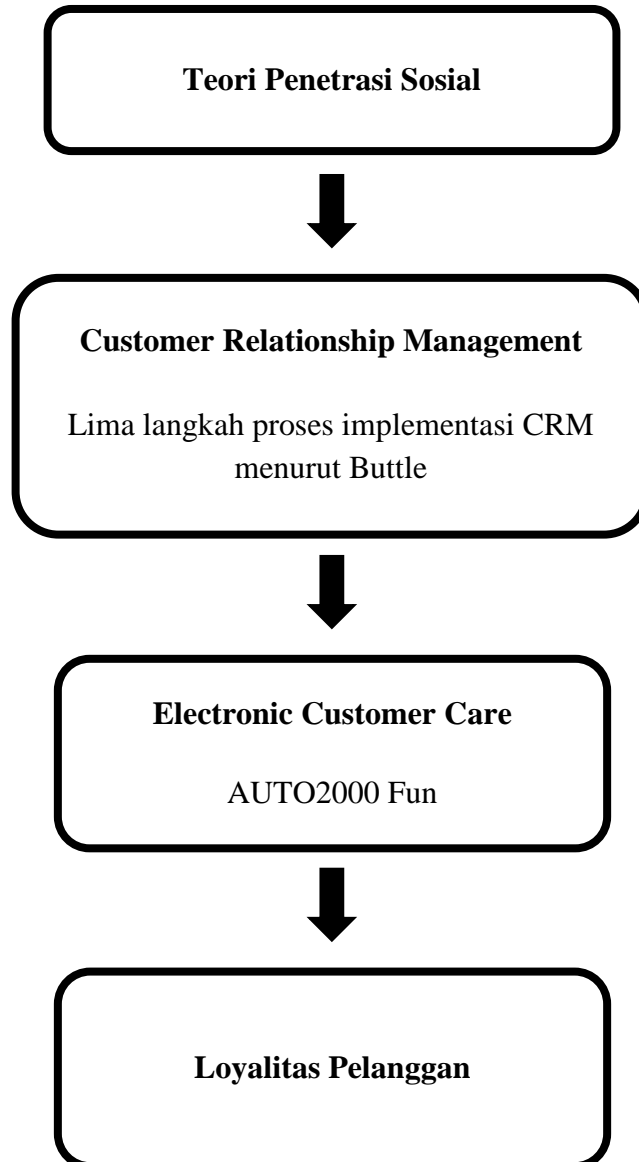 Teori Penetrasi Sosial
Customer Relationship Management
Lima langkah proses implementasi CRM
menurut Buttle
Electronic Customer Care
AUTO2000 Fun
Loyalitas Pelanggan